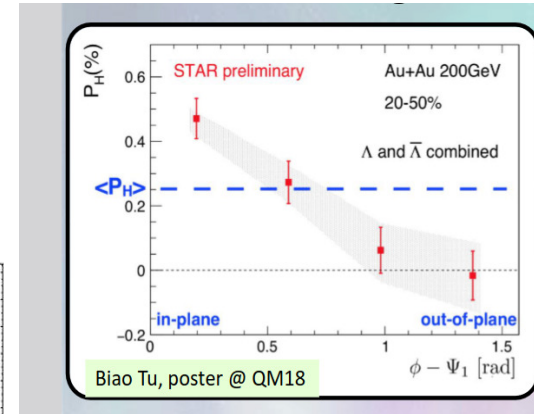 P_H(%)
STAR preliminary
Au+Au 200GeV
20-50%
Λ and Λ̅ combined
<P_H>
0.6
0.4
0.2
0
−0.2
in-plane
out-of-plane
0
0.5
1
1.5
ϕ − Ψ₁ [rad]
Biao Tu, poster @ QM18